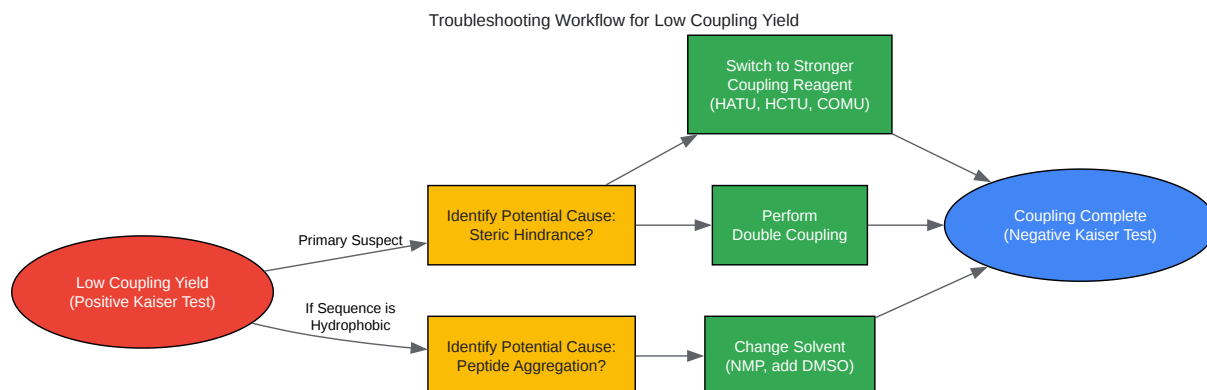 Troubleshooting Workflow for Low Coupling Yield
Switch to Stronger
Coupling Reagent
(HATU, HCTU, COMU)
Identify Potential Cause:
Steric Hindrance?
Perform
Double Coupling
Coupling Complete
(Negative Kaiser Test)
Primary Suspect
Low Coupling Yield
(Positive Kaiser Test)
If Sequence is
Hydrophobic
Identify Potential Cause:
Peptide Aggregation?
Change Solvent
(NMP, add DMSO)